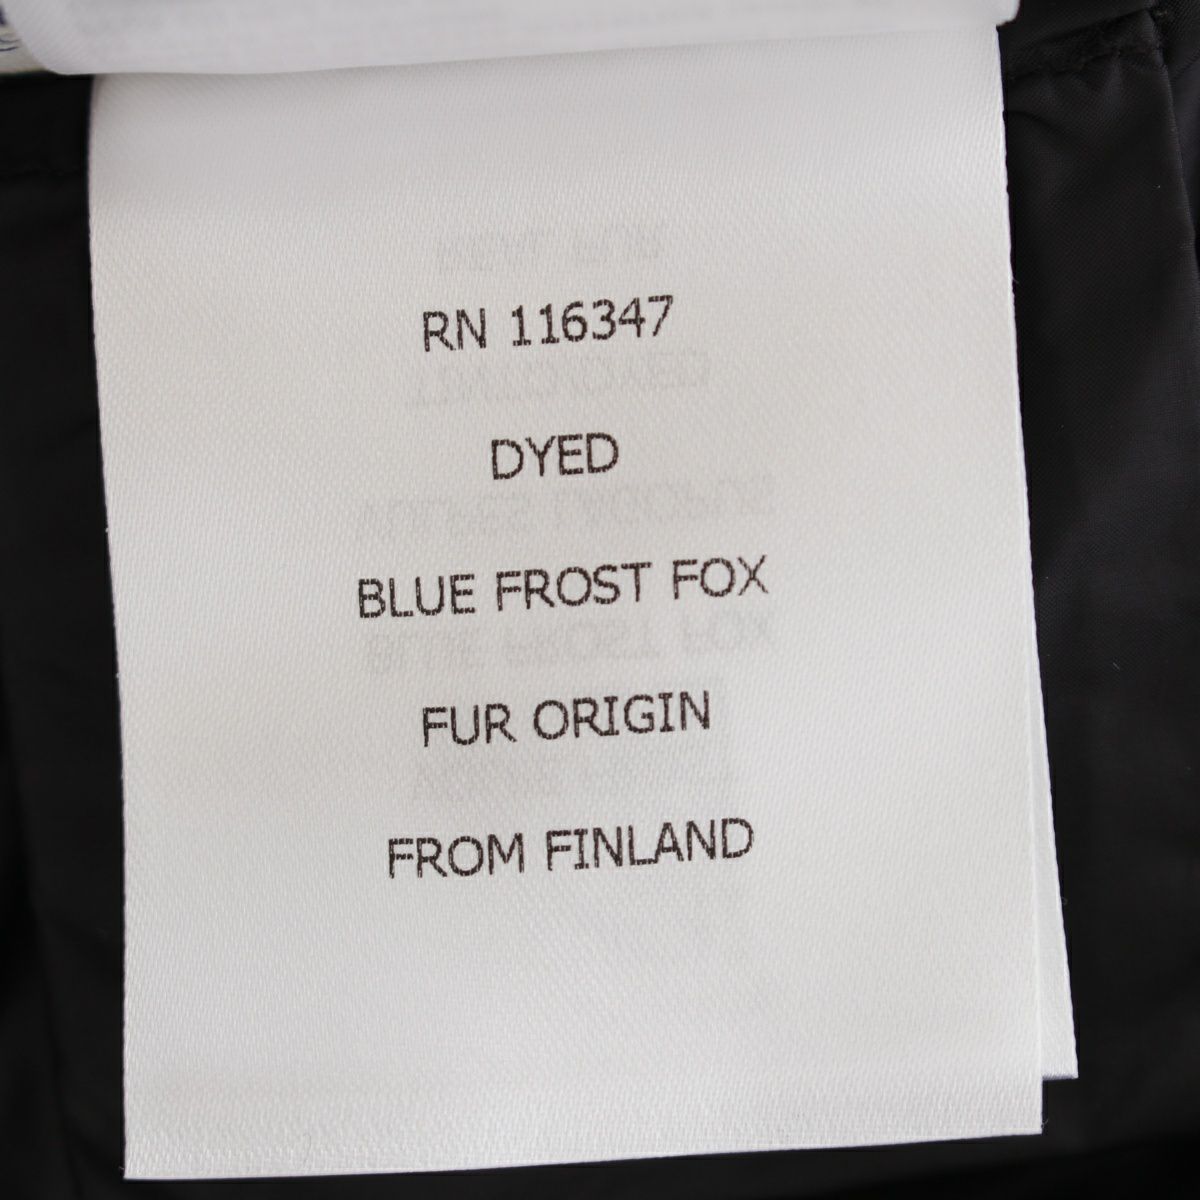 RN 116347
DYED
BLUE FROST FOX
FUR ORIGIN
FROM FINLAND